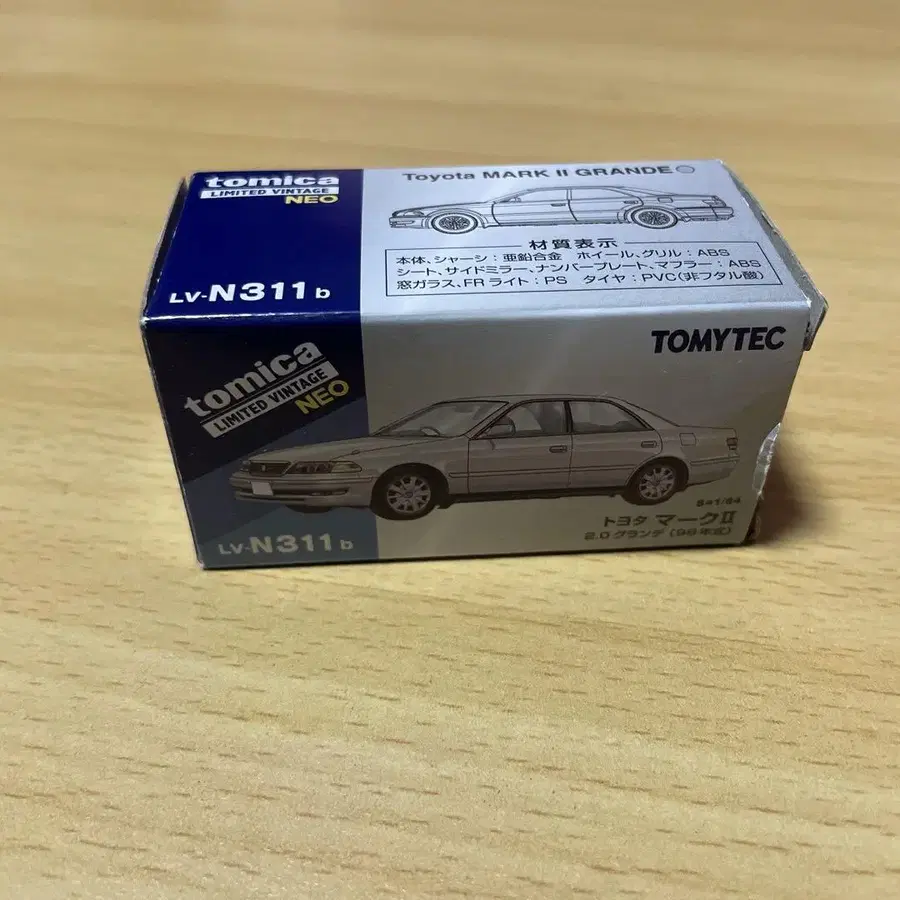 tomica
LIMITED VINTAGE
NEO
LV-N311b
Toyota MARK II GRANDE
材質表示
本体、シャーシ：亜鉛合金　ホイール、グリル：ABS
シート、サイドミラー、ナンバープレート、マフラー：ABS
窓ガラス、FRライト：PS　タイヤ：PVC(非フタル酸)
TOMYTEC
tomica
LIMITED VINTAGE
NEO
LV-N311b
S=1/64
トヨタ マークII
2.0 グランデ (98年式)